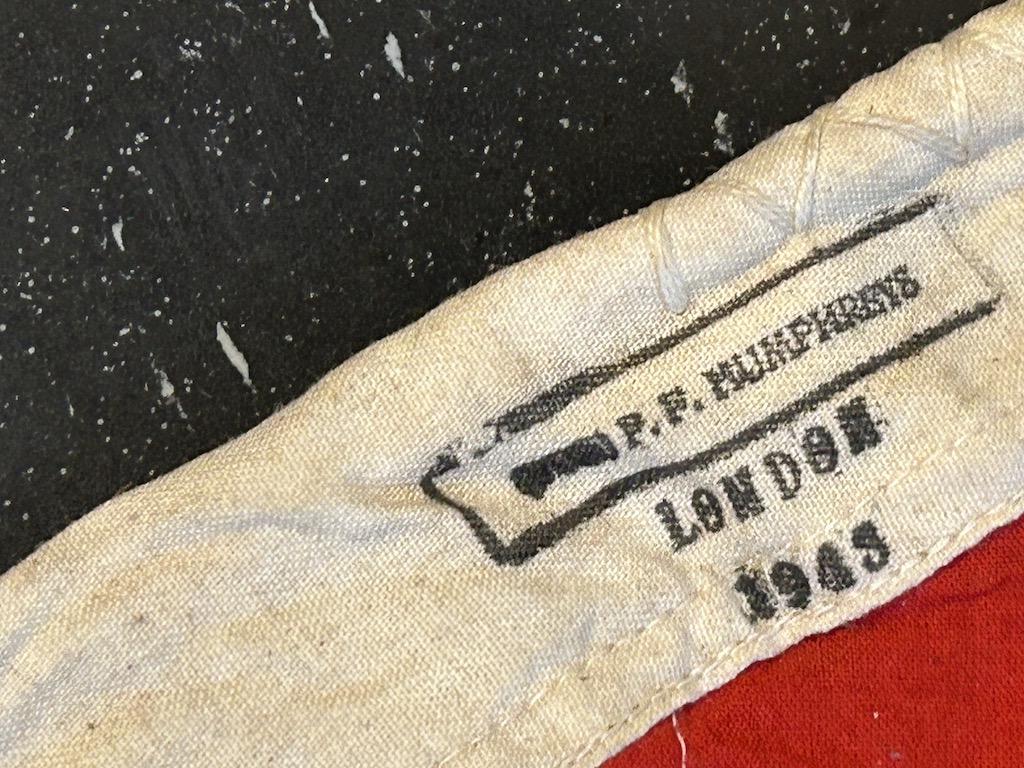 P. F. HUMPHREYS
LONDON
1943